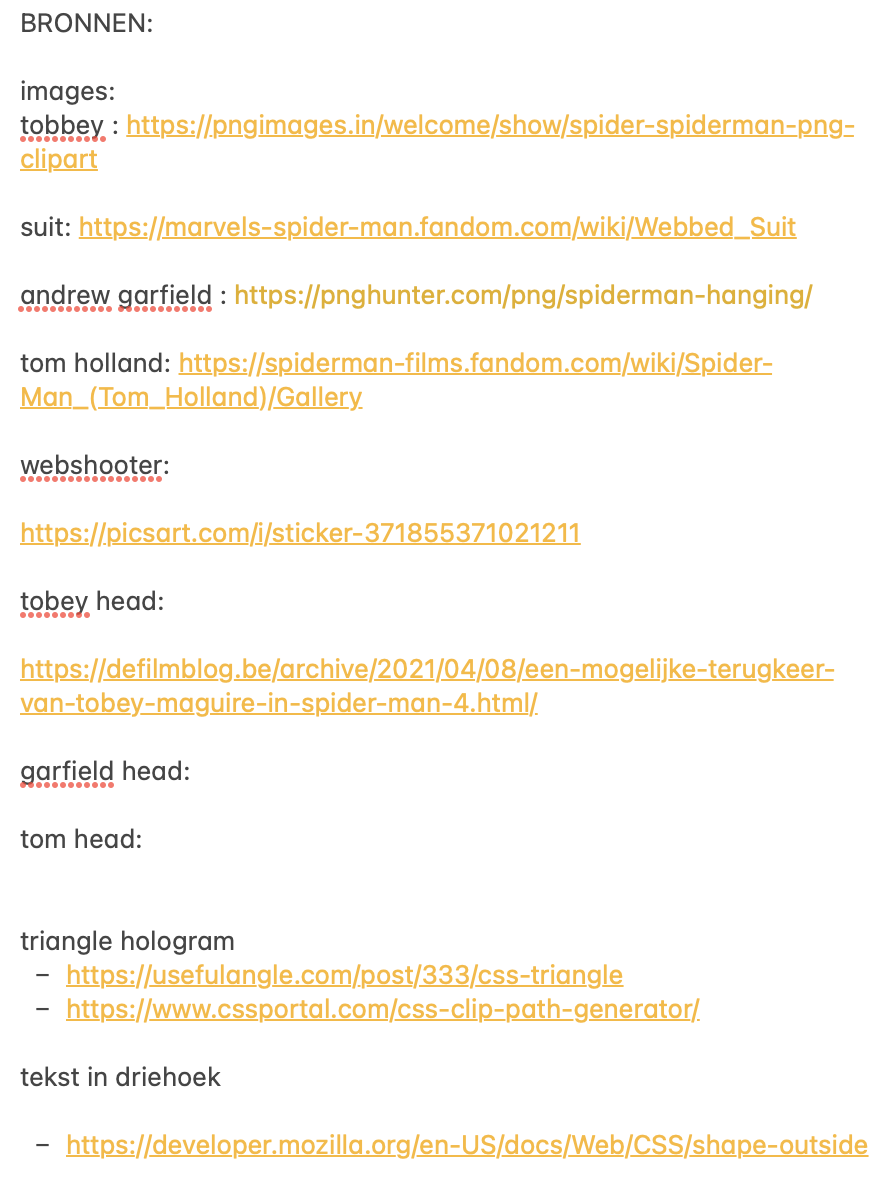 BRONNEN:
images:
tobbey : https://pngimages.in/welcome/show/spider-spiderman-png-
clipart
suit: https://marvels-spider-man.fandom.com/wiki/Webbed_Suit
andrew garfield : https://pnghunter.com/png/spiderman-hanging/
tom holland: https://spiderman-films.fandom.com/wiki/Spider-
Man_(Tom_Holland)/Gallery
webshooter:
https://picsart.com/i/sticker-371855371021211
tobey head:
https://defilmblog.be/archive/2021/04/08/een-mogelijke-terugkeer-
van-tobey-maguire-in-spider-man-4.html/
garfield head:
tom head:
triangle hologram
– https://usefulangle.com/post/333/css-triangle
– https://www.cssportal.com/css-clip-path-generator/
tekst in driehoek
– https://developer.mozilla.org/en-US/docs/Web/CSS/shape-outside